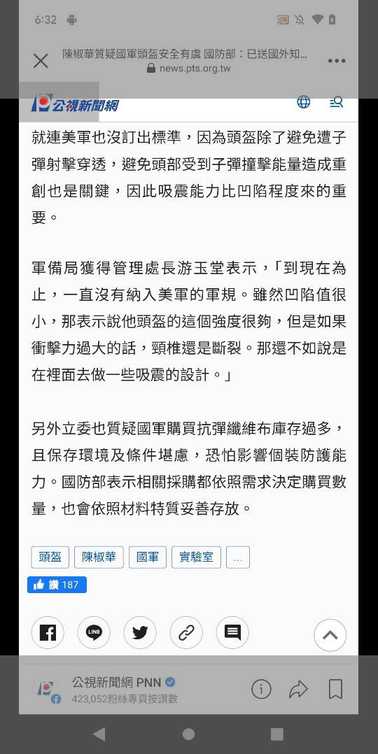 6:32
陳椒華質疑國軍頭盔安全有虞 國防部：已送國外知...
news.pts.org.tw
公視新聞網
就連美軍也沒訂出標準，因為頭盔除了避免遭子
彈射擊穿透，避免頭部受到子彈撞擊能量造成重
創也是關鍵，因此吸震能力比凹陷程度來的重
要。
軍備局獲得管理處長游玉堂表示，「到現在為
止，一直沒有納入美軍的軍規。雖然凹陷值很
小，那表示說他頭盔的這個強度很夠，但是如果
衝擊力過大的話，頸椎還是斷裂。那還不如說是
在裡面去做一些吸震的設計。」
另外立委也質疑國軍購買抗彈纖維布庫存過多，
且保存環境及條件堪慮，恐怕影響個裝防護能
力。國防部表示相關採購都依照需求決定購買數
量，也會依照材料特質妥善存放。
頭盔 陳椒華 國軍 實驗室 ...
讚 187
LINE
公視新聞網 PNN
423,052粉絲專頁按讚數